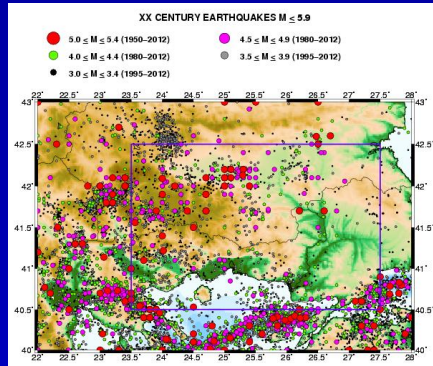 XX CENTURY EARTHQUAKES M ≤ 5.9
5.0 ≤ M ≤ 5.4 (1950−2012)
4.5 ≤ M ≤ 4.9 (1980−2012)
4.0 ≤ M ≤ 4.4 (1980−2012)
3.5 ≤ M ≤ 3.9 (1995−2012)
3.0 ≤ M ≤ 3.4 (1995−2012)
22˚ 22.5˚ 23˚ 23.5˚ 24˚ 24.5˚ 25˚ 25.5˚ 26˚ 26.5˚ 27˚ 27.5˚ 28˚
43˚ 43˚
42.5˚ 42.5˚
42˚ 42˚
41.5˚ 41.5˚
41˚ 41˚
40.5˚ 40.5˚
40˚ 40˚
22˚ 22.5˚ 23˚ 23.5˚ 24˚ 24.5˚ 25˚ 25.5˚ 26˚ 26.5˚ 27˚ 27.5˚ 28˚